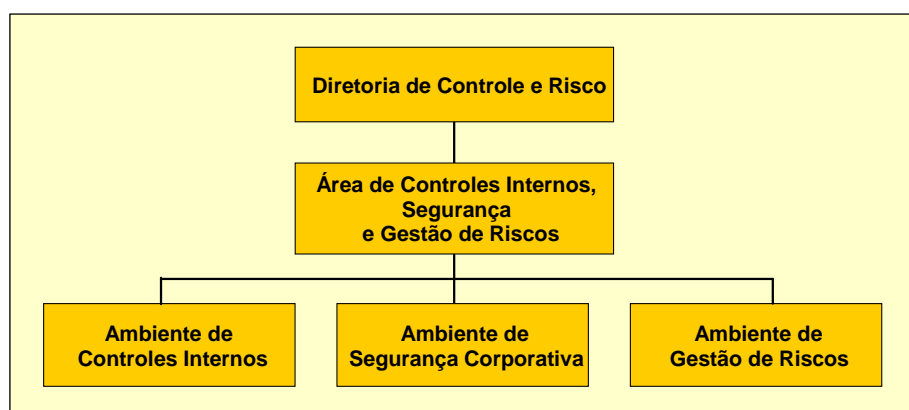 Diretoria de Controle e Risco
Área de Controles Internos,
Segurança
e Gestão de Riscos
Ambiente de
Controles Internos
Ambiente de
Segurança Corporativa
Ambiente de
Gestão de Riscos